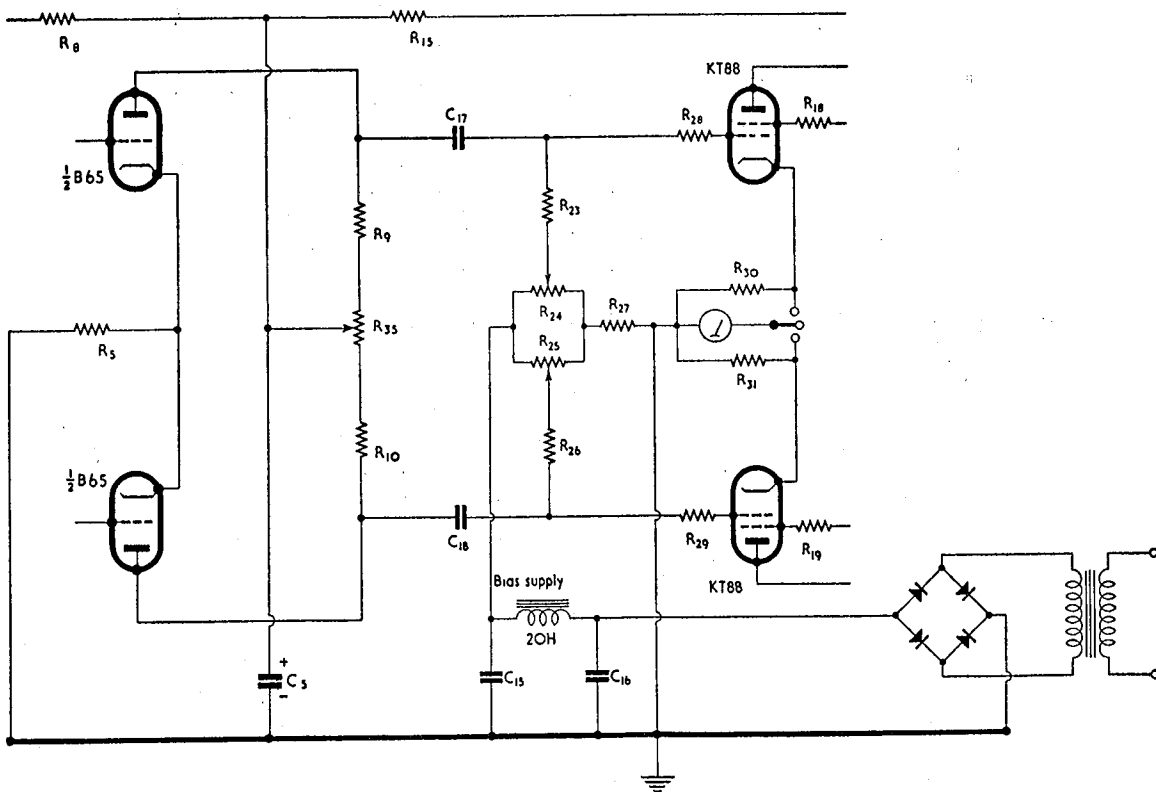 R8
R15
KT88
R18
C17
R28
½B65
R23
R9
R30
R24
R27
R35
R5
R25
R31
R26
R10
½B65
C18
R29
R19
KT88
Bias supply
20H
+
C5
-
C15
C16